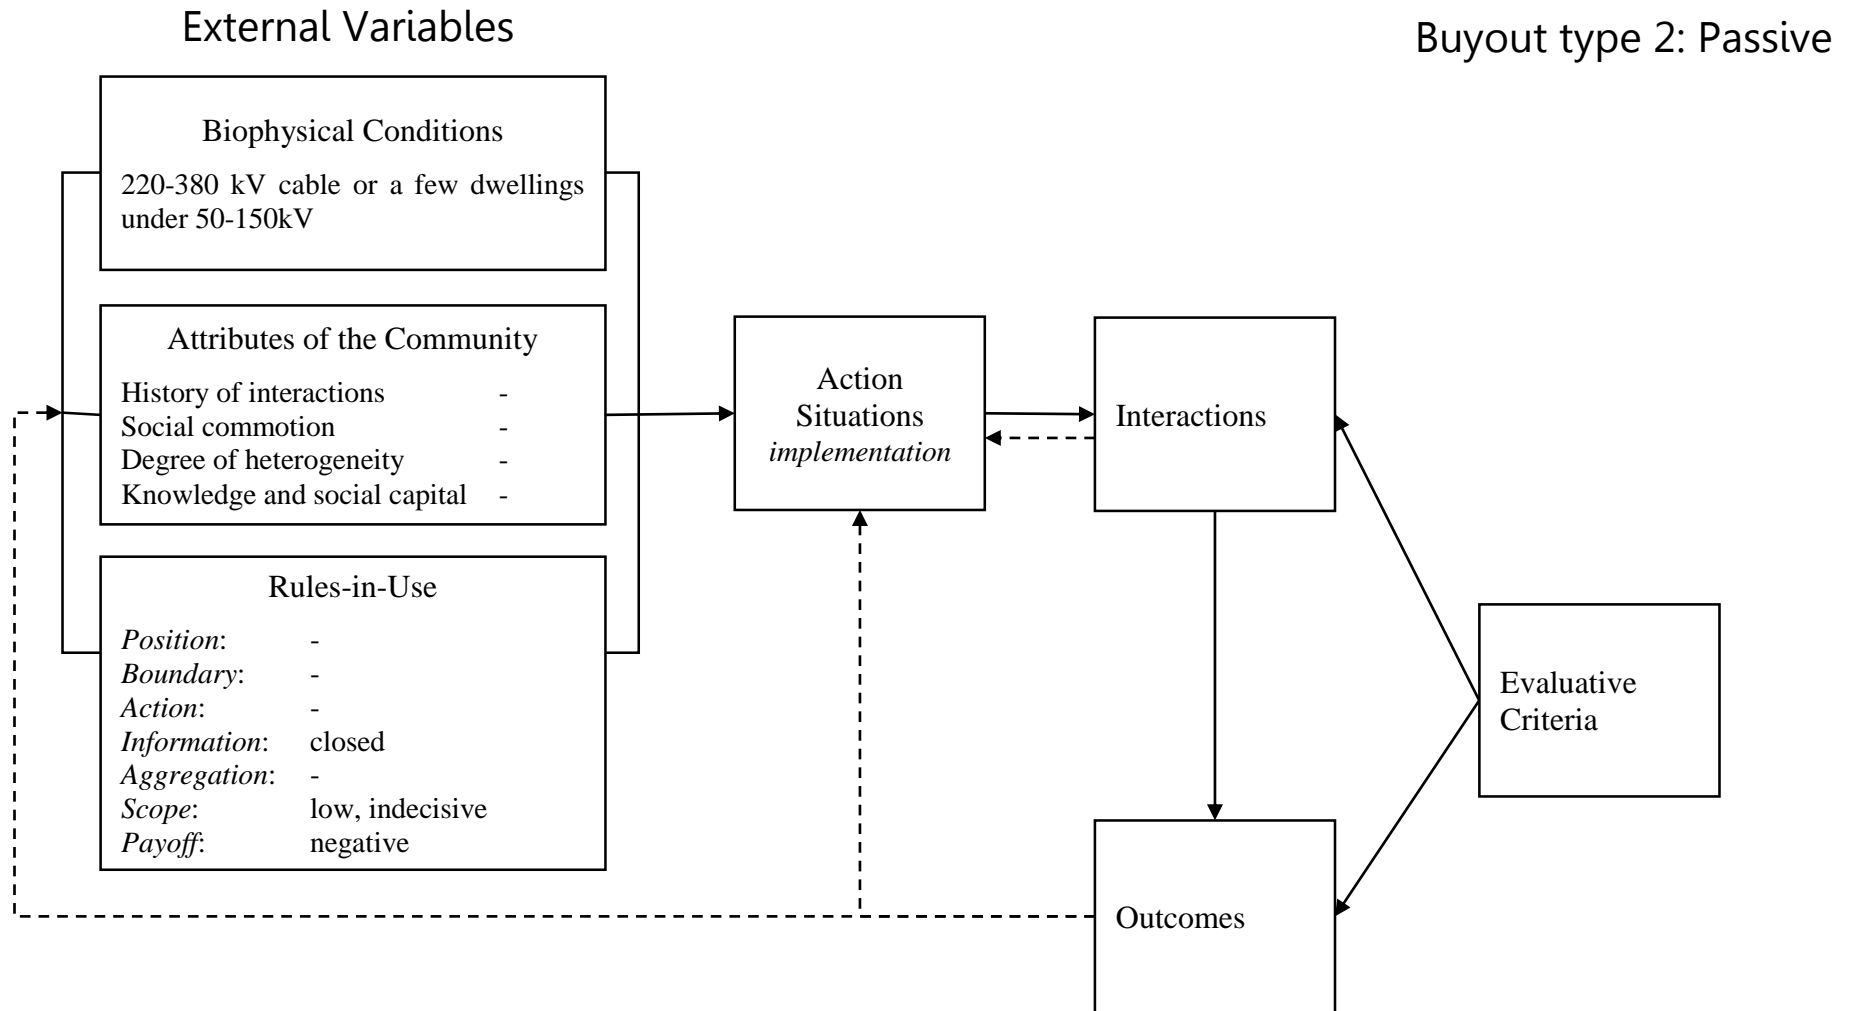 External Variables
Buyout type 2: Passive
Biophysical Conditions
220-380 kV cable or a few dwellings
under 50-150kV
Attributes of the Community
History of interactions -
Social commotion -
Degree of heterogeneity -
Knowledge and social capital -
Rules-in-Use
Position: -
Boundary: -
Action: -
Information: closed
Aggregation: -
Scope: low, indecisive
Payoff: negative
Action
Situations
implementation
Interactions
Outcomes
Evaluative
Criteria